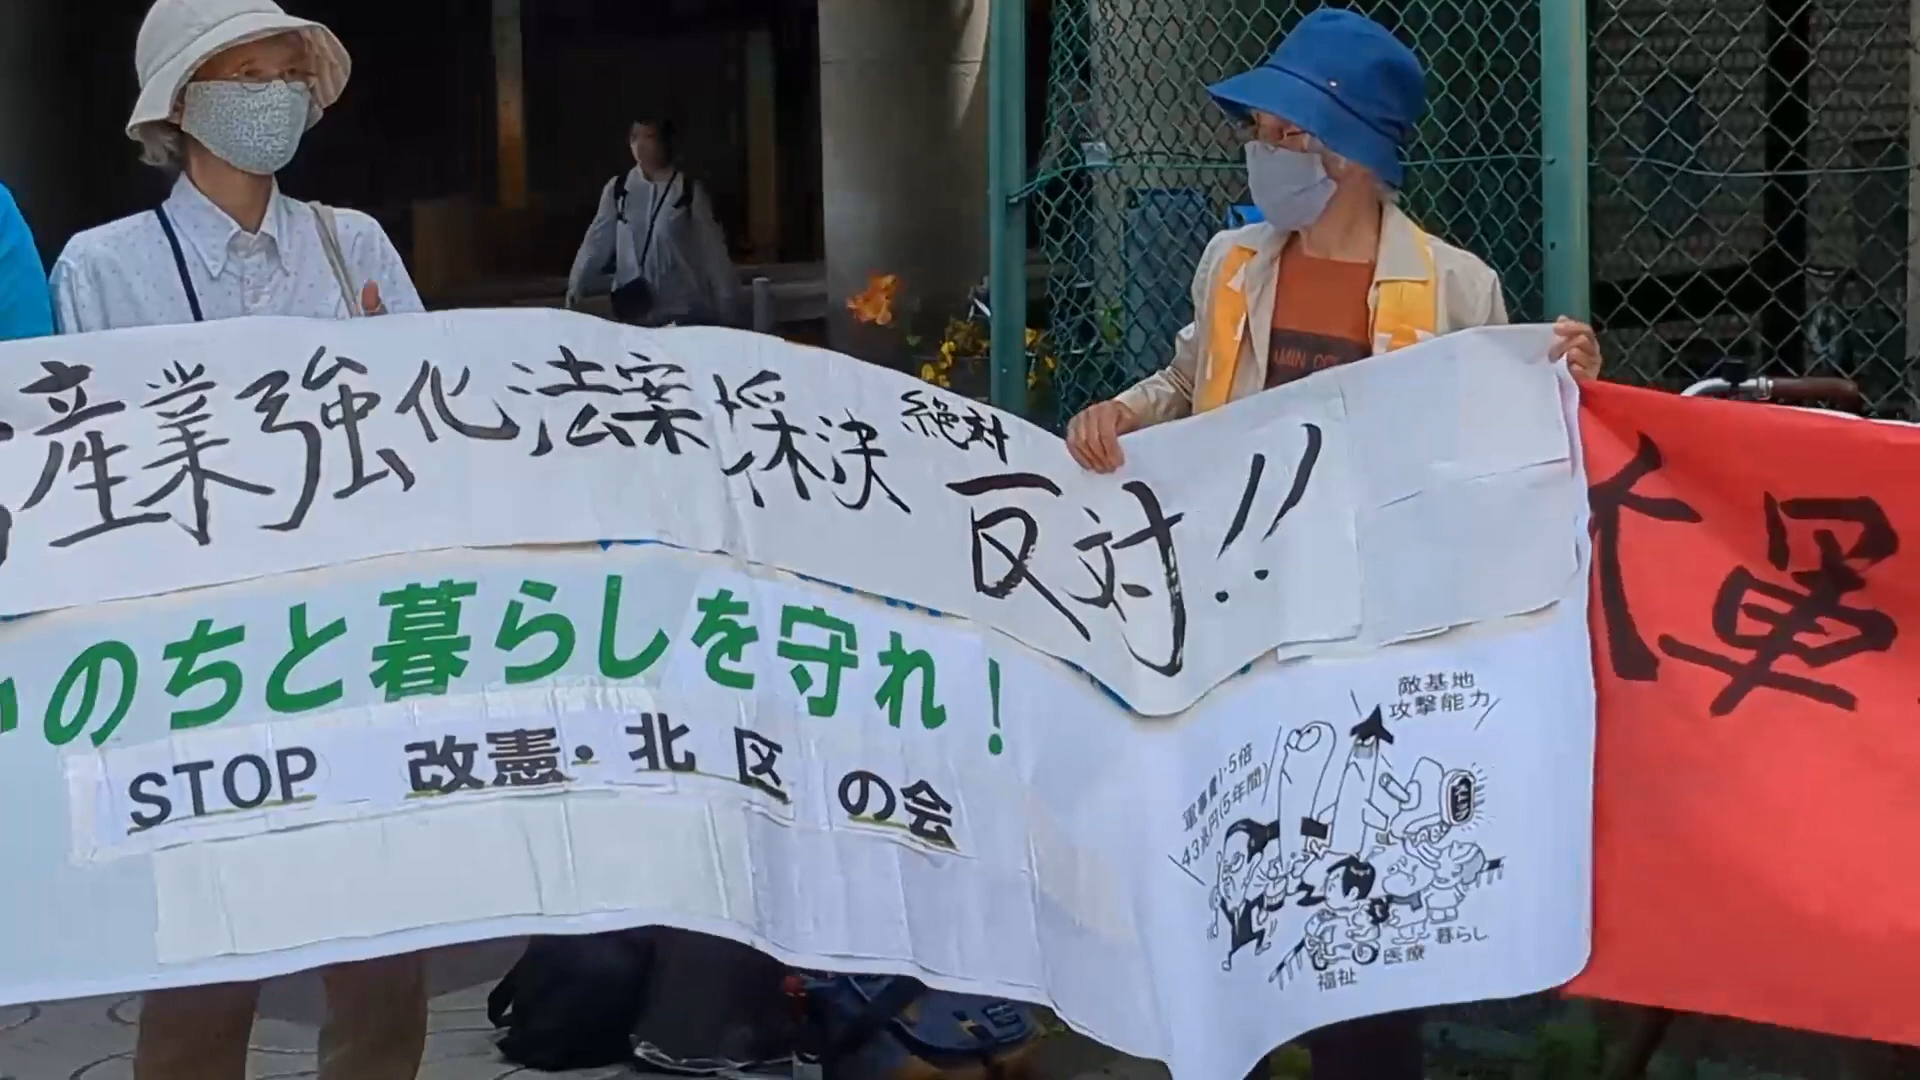 産業強化法案採決絶対反対!!
のちと暮らしを守れ!
STOP 改憲・北区の会
敵基地
攻撃能力
軍事費1.5倍
43兆円(5年間)
暮らし
医療
福祉
軍